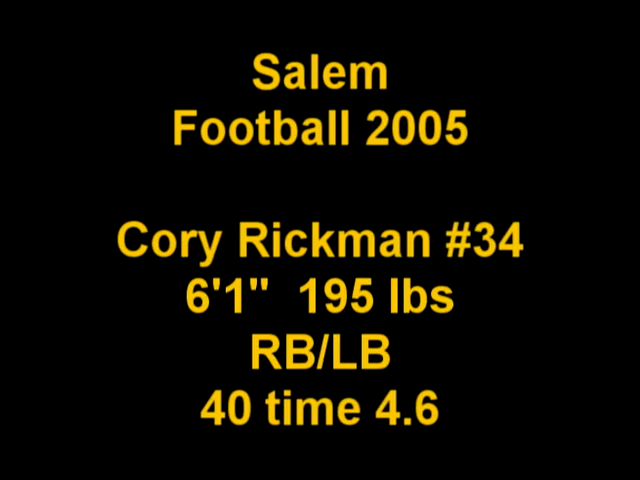 Salem
Football 2005
Cory Rickman #34
6'1"  195 lbs
RB/LB
40 time 4.6